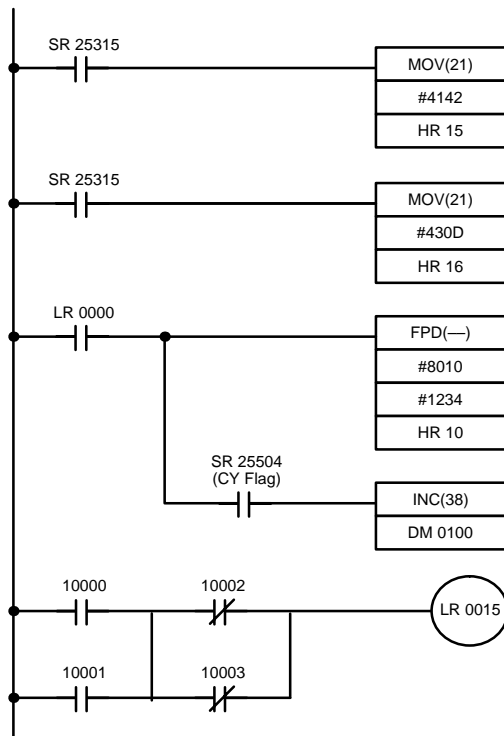 SR 25315
MOV(21)
#4142
HR 15
SR 25315
MOV(21)
#430D
HR 16
LR 0000
FPD(––)
#8010
#1234
HR 10
SR 25504
(CY Flag)
INC(38)
DM 0100
10000
10002
LR 0015
10001
10003